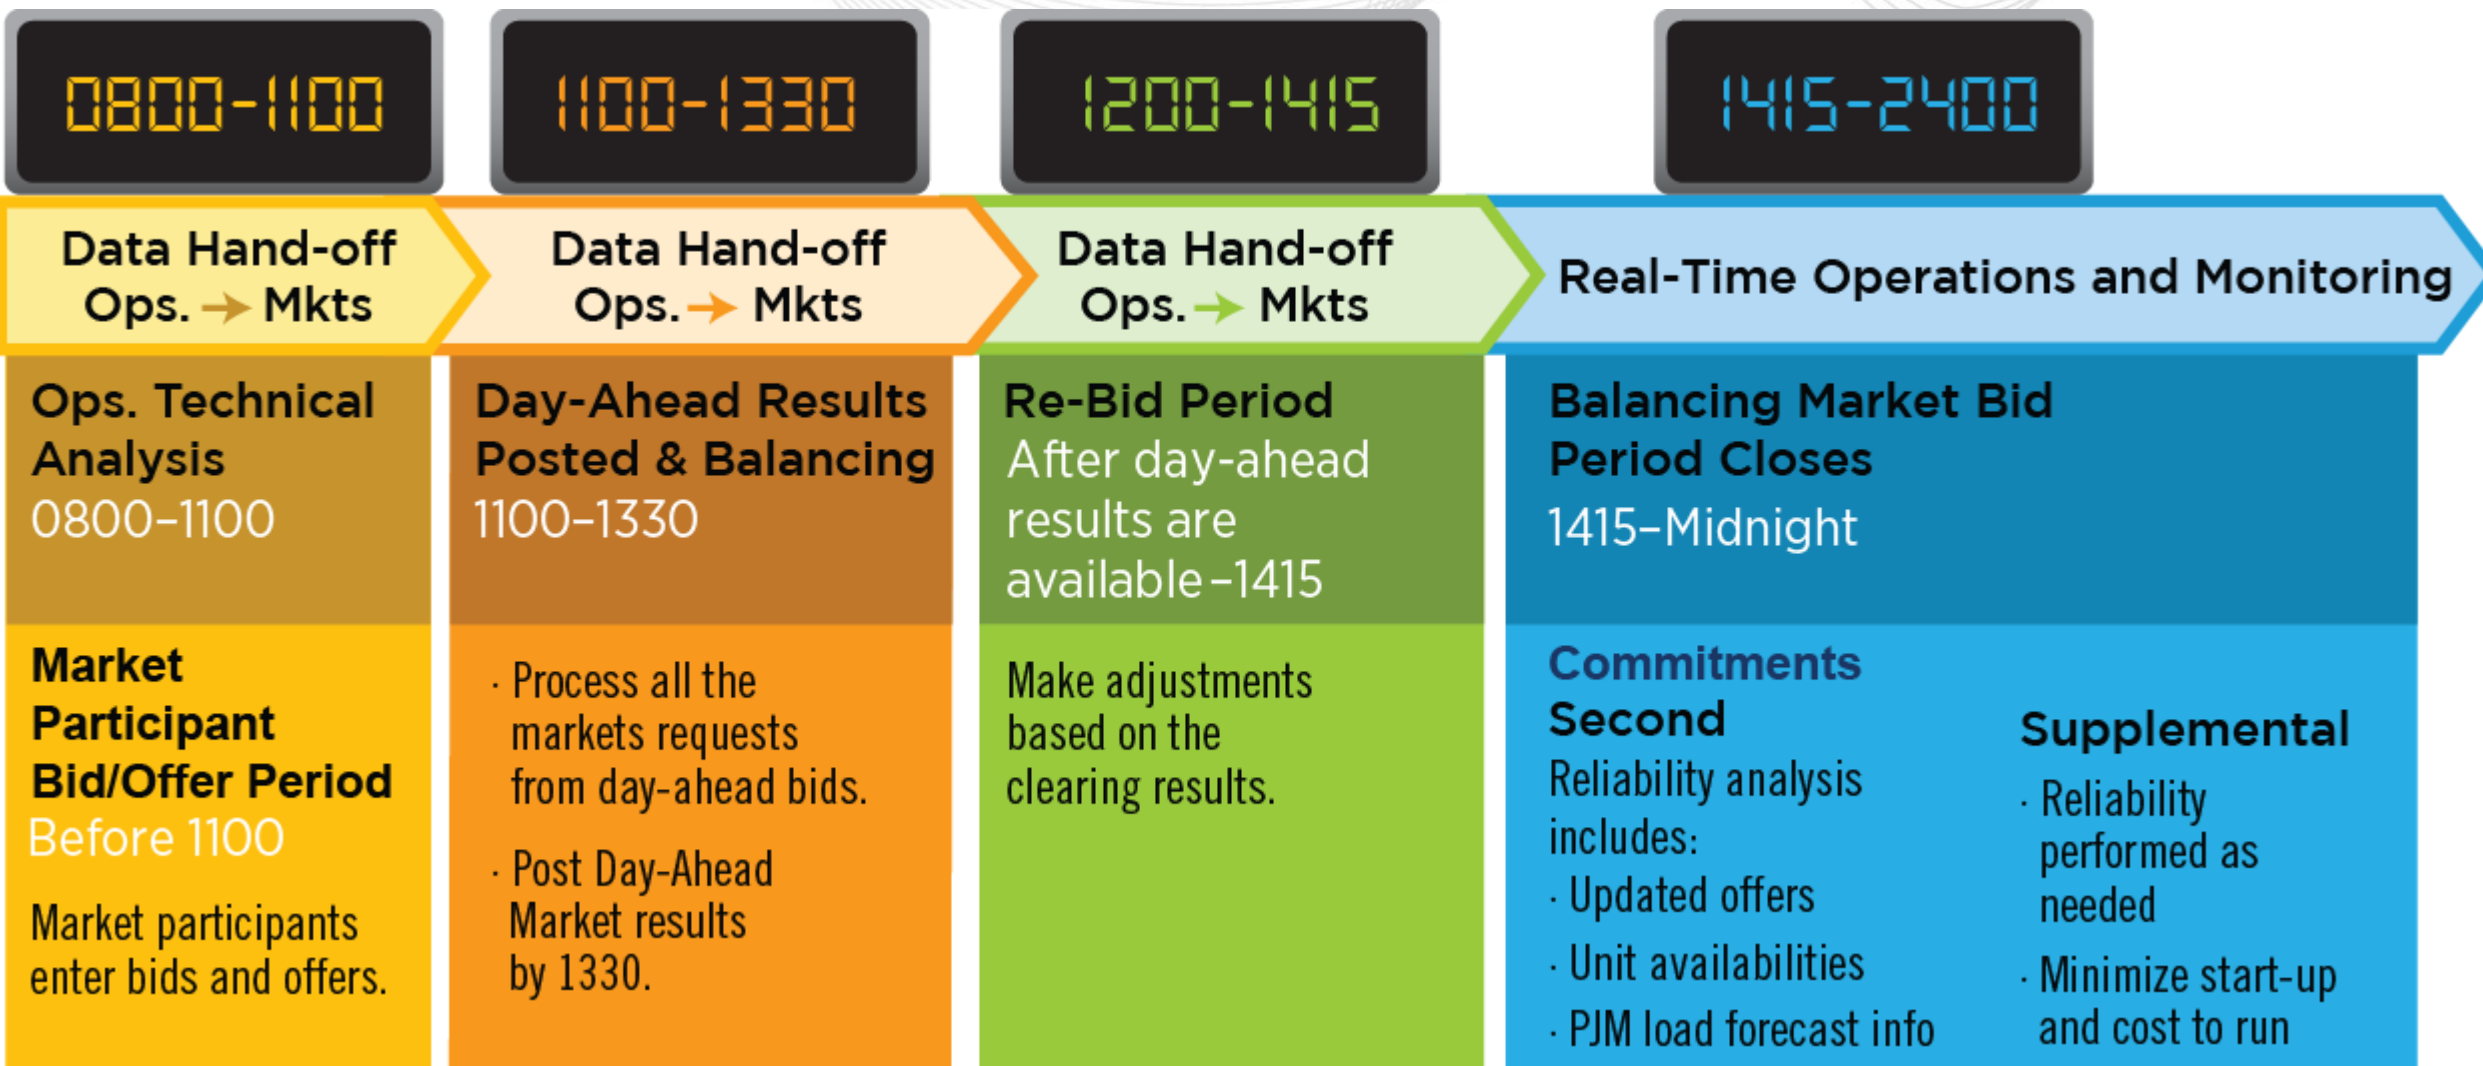 0800-1100
1100-1330
1200-1415
1415-2400
Data Hand-off
Ops. → Mkts
Data Hand-off
Ops. → Mkts
Data Hand-off
Ops. → Mkts
Real-Time Operations and Monitoring
Ops. Technical
Analysis
0800–1100
Market
Participant
Bid/Offer Period
Before 1100
Market participants
enter bids and offers.
Day-Ahead Results
Posted & Balancing
1100–1330
· Process all the
markets requests
from day-ahead bids.
· Post Day-Ahead
Market results
by 1330.
Re-Bid Period
After day-ahead
results are
available–1415
Make adjustments
based on the
clearing results.
Balancing Market Bid
Period Closes
1415–Midnight
Commitments
Second
Reliability analysis
includes:
· Updated offers
· Unit availabilities
· PJM load forecast info
Supplemental
· Reliability
performed as
needed
· Minimize start-up
and cost to run